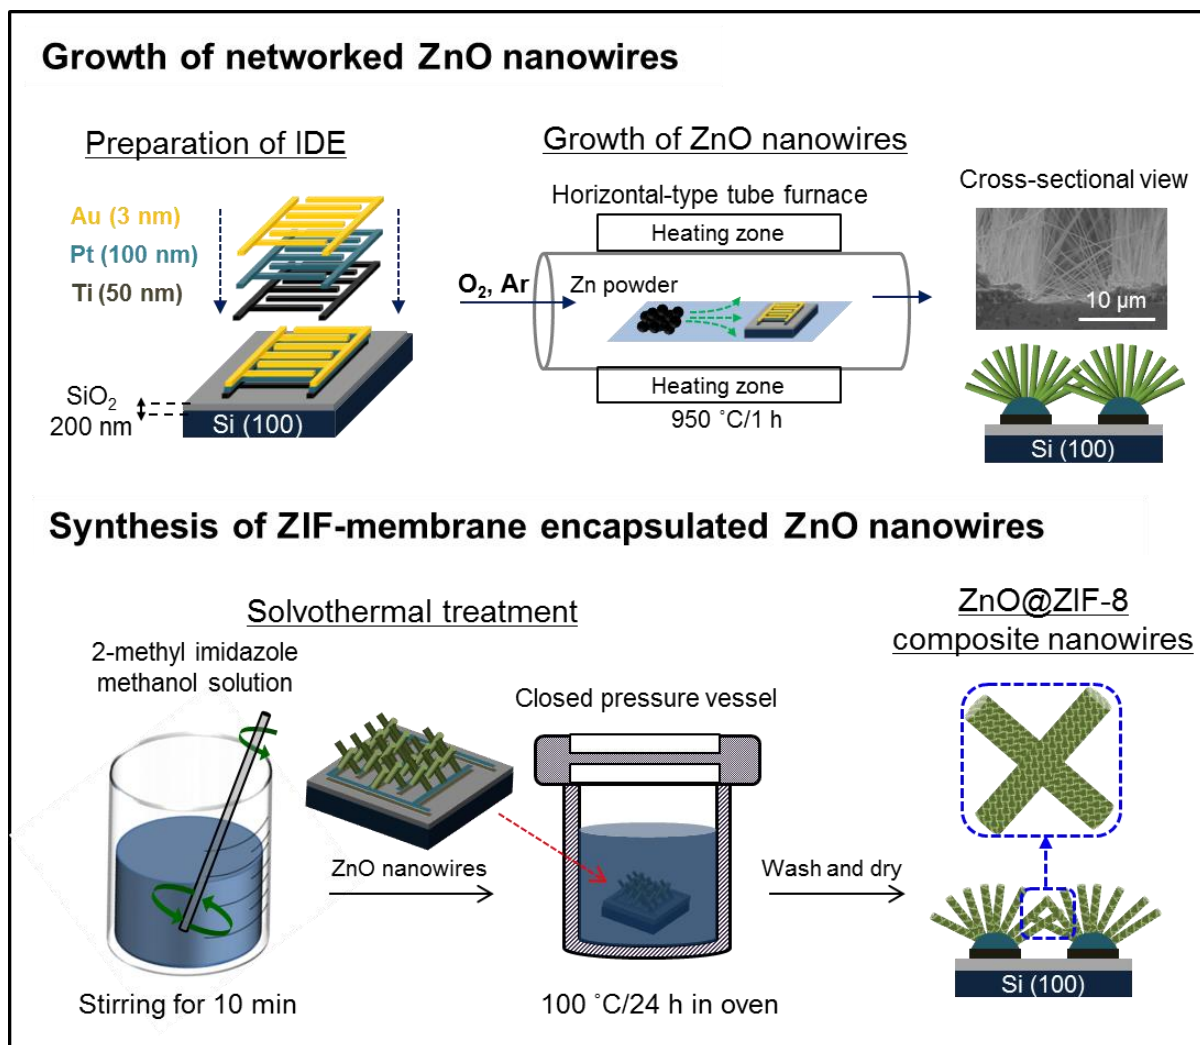 Growth of networked ZnO nanowires
Preparation of IDE
Au (3 nm)
Pt (100 nm)
Ti (50 nm)
SiO₂
200 nm
Si (100)
Growth of ZnO nanowires
Horizontal-type tube furnace
Heating zone
O₂, Ar
Zn powder
Heating zone
950 ˚C/1 h
Cross-sectional view
10 µm
Si (100)
Synthesis of ZIF-membrane encapsulated ZnO nanowires
Solvothermal treatment
2-methyl imidazole
methanol solution
Stirring for 10 min
ZnO nanowires
Closed pressure vessel
100 ˚C/24 h in oven
Wash and dry
ZnO@ZIF-8
composite nanowires
Si (100)